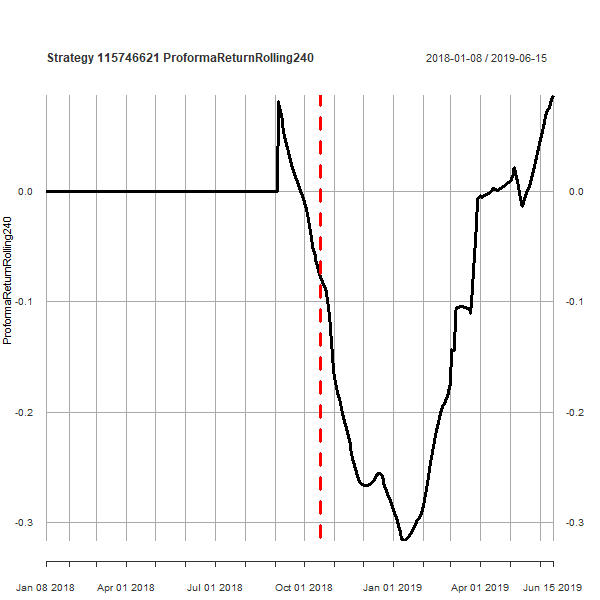 Strategy 115746621 ProformaReturnRolling240
2018-01-08 / 2019-06-15
ProformaReturnRolling240
0.0
0.0
-0.1
-0.1
-0.2
-0.2
-0.3
-0.3
Jan 08 2018
Apr 01 2018
Jul 01 2018
Oct 01 2018
Jan 01 2019
Apr 01 2019
Jun 15 2019